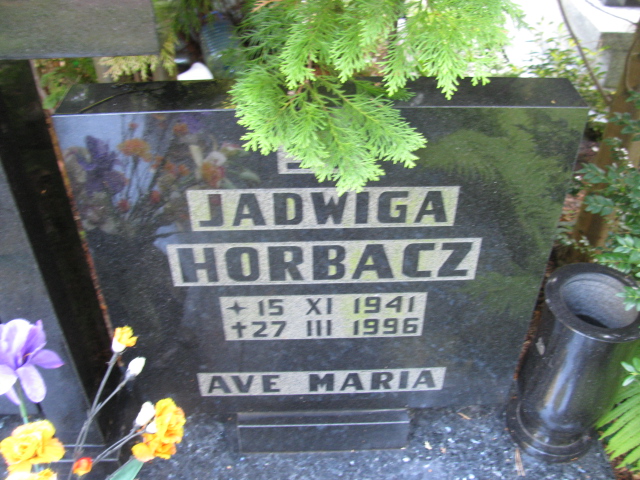 JADWIGA
HORBACZ
15 XI 1941
27 III 1996
AVE MARIA